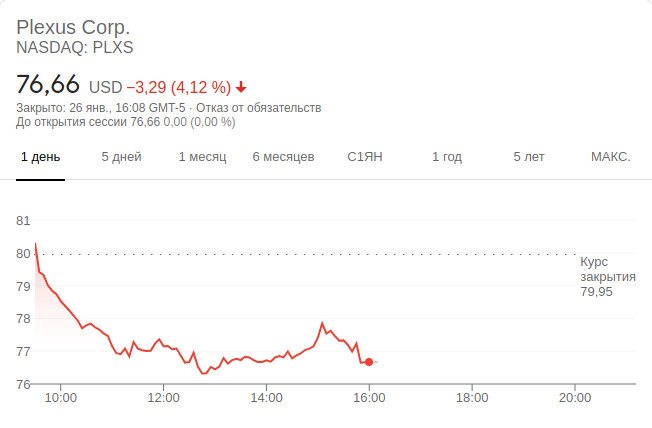 Plexus Corp.
NASDAQ: PLXS
76,66 USD −3,29 (4,12 %)
Закрыто: 26 янв., 16:08 GMT-5 · Отказ от обязательств
До открытия сессии 76,66 0,00 (0,00 %)
1 день 5 дней 1 месяц 6 месяцев С1ЯН 1 год 5 лет МАКС.
81
80
Курс
закрытия
79,95
79
78
77
76
10:00 12:00 14:00 16:00 18:00 20:00